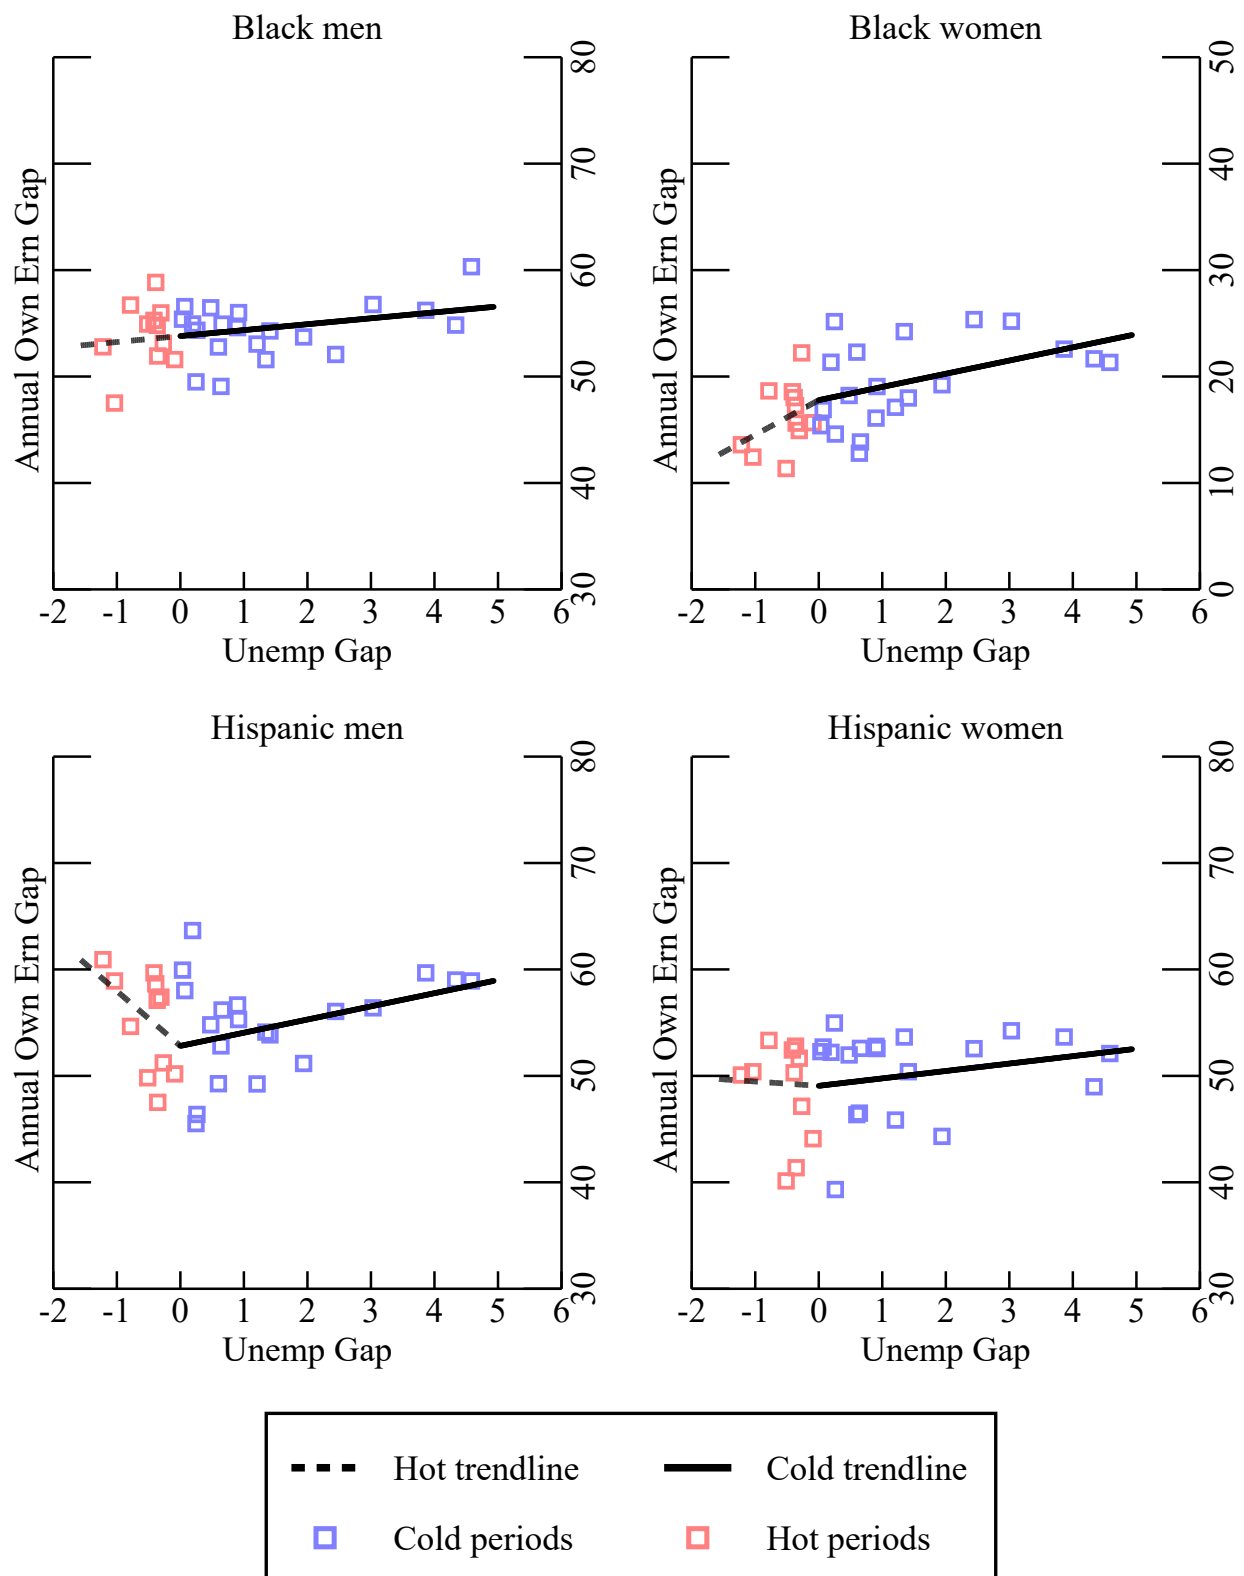 Black men
Annual Own Ern Gap
80
70
60
50
40
30
-2 -1 0 1 2 3 4 5 6
Unemp Gap
Black women
Annual Own Ern Gap
50
40
30
20
10
0
-2 -1 0 1 2 3 4 5 6
Unemp Gap
Hispanic men
Annual Own Ern Gap
80
70
60
50
40
30
-2 -1 0 1 2 3 4 5 6
Unemp Gap
Hispanic women
Annual Own Ern Gap
80
70
60
50
40
30
-2 -1 0 1 2 3 4 5 6
Unemp Gap
Hot trendline Cold trendline
Cold periods Hot periods